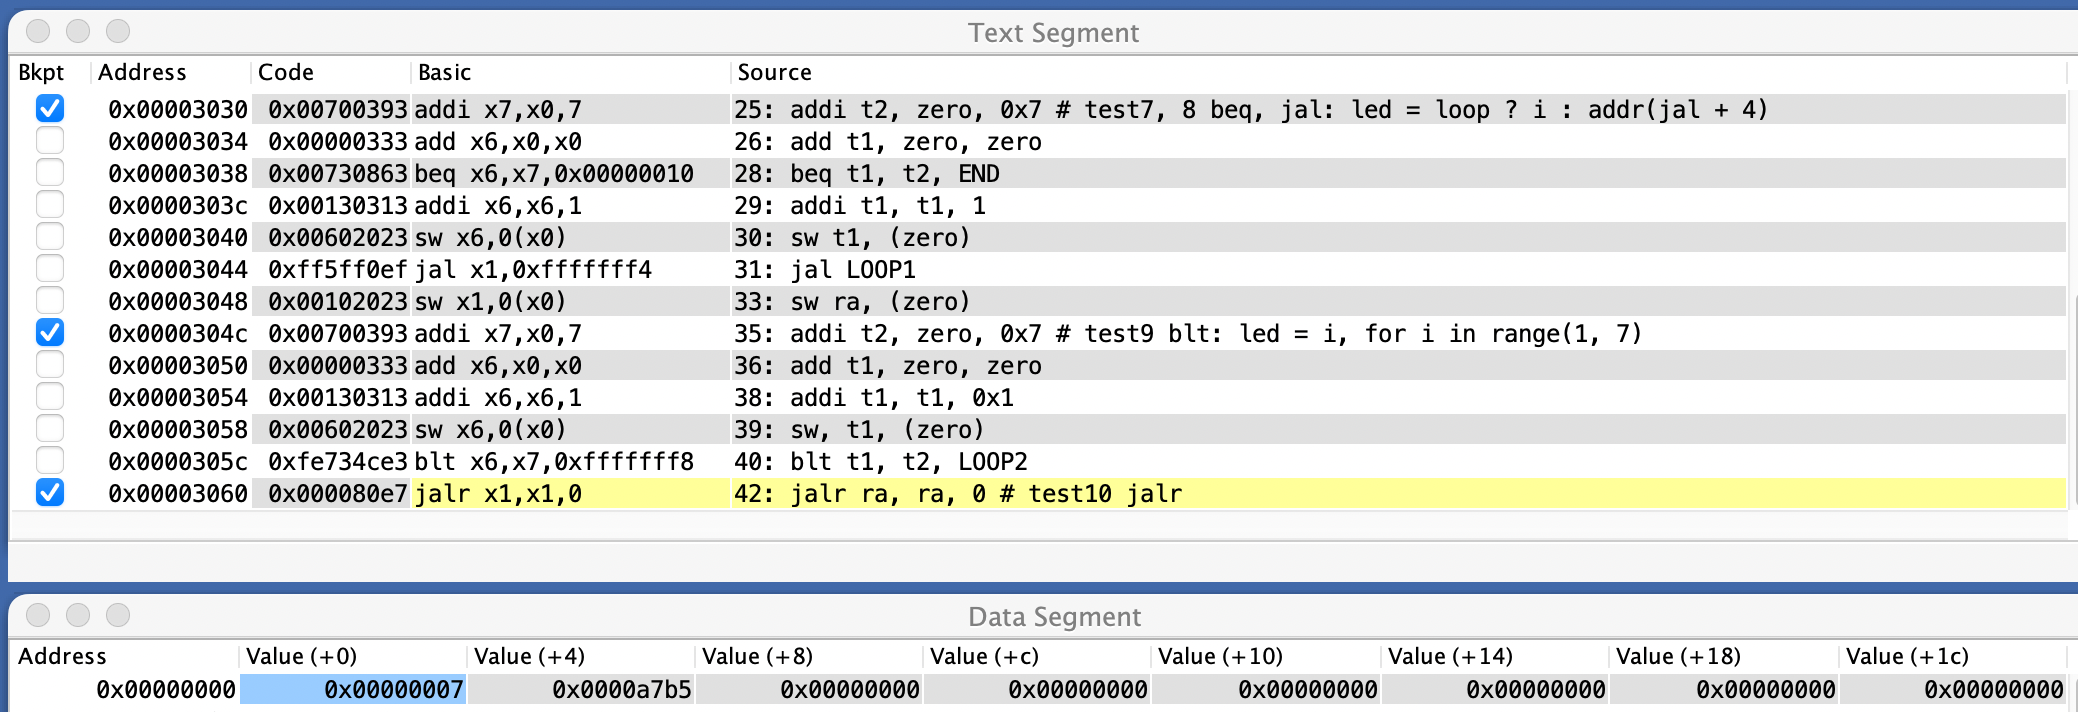 Text Segment
Bkpt Address Code Basic Source
0x00003030 0x00700393 addi x7,x0,7 25: addi t2, zero, 0x7 # test7, 8 beq, jal: led = loop ? i : addr(jal + 4)
0x00003034 0x00000333 add x6,x0,x0 26: add t1, zero, zero
0x00003038 0x00730863 beq x6,x7,0x00000010 28: beq t1, t2, END
0x0000303c 0x00130313 addi x6,x6,1 29: addi t1, t1, 1
0x00003040 0x00602023 sw x6,0(x0) 30: sw t1, (zero)
0x00003044 0xff5ff0ef jal x1,0xfffffff4 31: jal LOOP1
0x00003048 0x00102023 sw x1,0(x0) 33: sw ra, (zero)
0x0000304c 0x00700393 addi x7,x0,7 35: addi t2, zero, 0x7 # test9 blt: led = i, for i in range(1, 7)
0x00003050 0x00000333 add x6,x0,x0 36: add t1, zero, zero
0x00003054 0x00130313 addi x6,x6,1 38: addi t1, t1, 0x1
0x00003058 0x00602023 sw x6,0(x0) 39: sw, t1, (zero)
0x0000305c 0xfe734ce3 blt x6,x7,0xfffffff8 40: blt t1, t2, LOOP2
0x00003060 0x000080e7 jalr x1,x1,0 42: jalr ra, ra, 0 # test10 jalr
Data Segment
Address Value (+0) Value (+4) Value (+8) Value (+c) Value (+10) Value (+14) Value (+18) Value (+1c)
0x00000000 0x00000007 0x0000a7b5 0x00000000 0x00000000 0x00000000 0x00000000 0x00000000 0x00000000